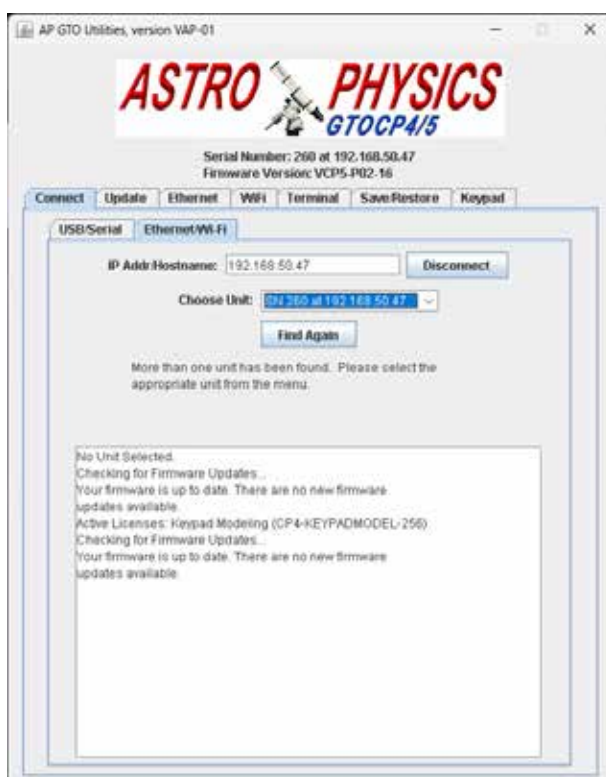 AP GTO Utilities, version VAP-01
ASTRO PHYSICS
GTOCP4/5
Serial Number: 260 at 192.168.50.47
Firmware Version: VCP5-P02-16
Connect Update Ethernet WiFi Terminal Save/Restore Keypad
USB/Serial Ethernet/Wi-Fi
IP Addr/Hostname: 192.168.50.47 Disconnect
Choose Unit: SN 260 at 192.168.50.47
Find Again
More than one unit has been found. Please select the
appropriate unit from the menu.
No Unit Selected.
Checking for Firmware Updates...
Your firmware is up to date. There are no new firmware
updates available.
Active Licenses: Keypad Modeling (CP4-KEYPADMODEL-256)
Checking for Firmware Updates...
Your firmware is up to date. There are no new firmware
updates available.